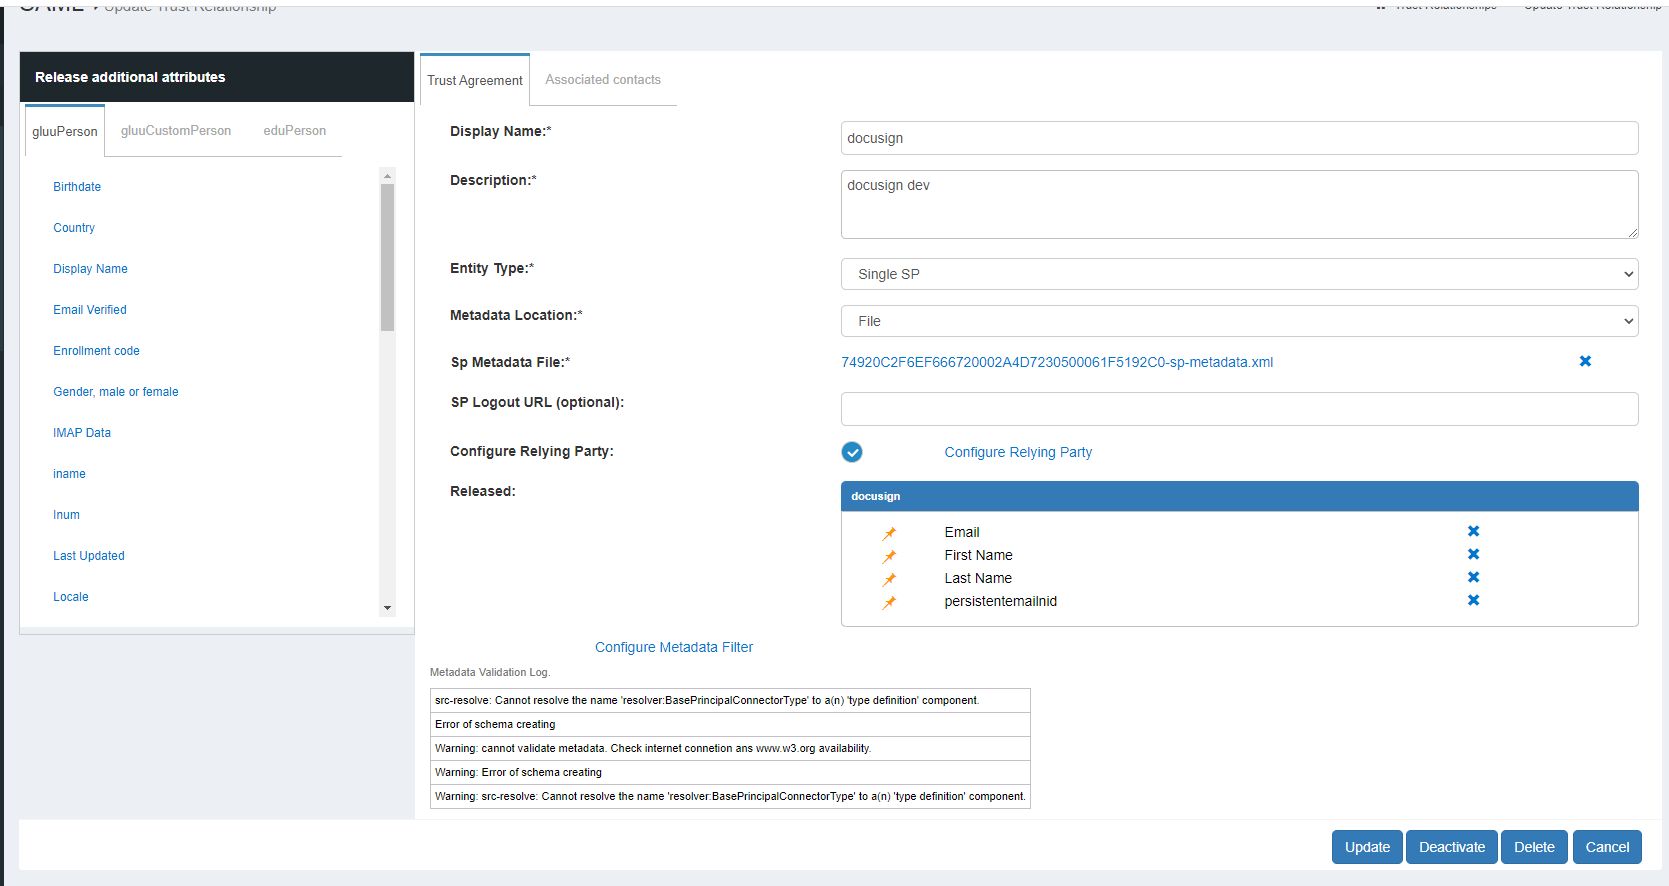 SAML > Update Trust Relationship
Trust Relationships Update Trust Relationship
Release additional attributes
gluuPerson gluuCustomPerson eduPerson
Birthdate
Country
Display Name
Email Verified
Enrollment code
Gender, male or female
IMAP Data
iname
Inum
Last Updated
Locale
Trust Agreement Associated contacts
Display Name:* docusign
Description:* docusign dev
Entity Type:* Single SP
Metadata Location:* File
Sp Metadata File:* 74920C2F6EF666720002A4D7230500061F5192C0-sp-metadata.xml
SP Logout URL (optional):
Configure Relying Party: Configure Relying Party
Released: docusign
Email
First Name
Last Name
persistentemailnid
Configure Metadata Filter
Metadata Validation Log.
src-resolve: Cannot resolve the name 'resolver:BasePrincipalConnectorType' to a(n) 'type definition' component.
Error of schema creating
Warning: cannot validate metadata. Check internet connetion ans www.w3.org availability.
Warning: Error of schema creating
Warning: src-resolve: Cannot resolve the name 'resolver:BasePrincipalConnectorType' to a(n) 'type definition' component.
Update Deactivate Delete Cancel